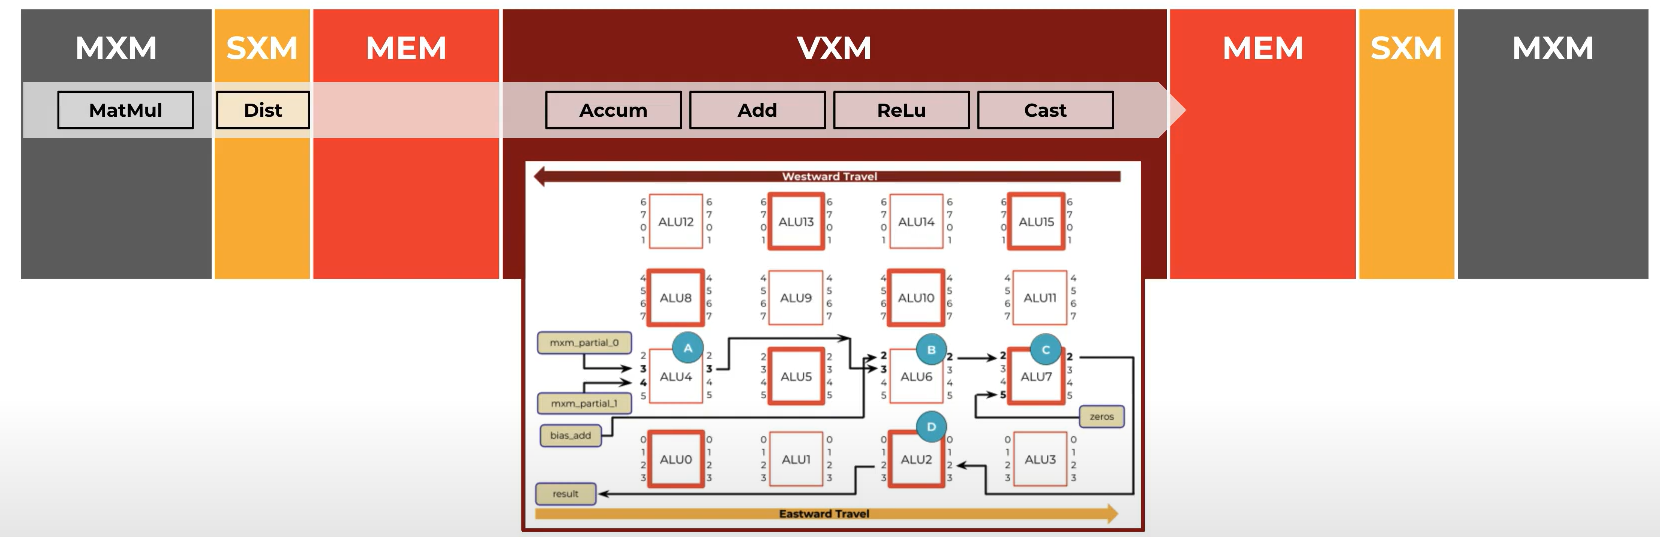 MXM SXM MEM VXM MEM SXM MXM
MatMul Dist Accum Add ReLu Cast
Westward Travel
6 6 6 6 6 6 6 6
7 ALU12 7 7 ALU13 7 7 ALU14 7 7 ALU15 7
0 0 0 0 0 0 0 0
1 1 1 1 1 1 1 1
4 4 4 4 4 4 4 4
5 ALU8 5 5 ALU9 5 5 ALU10 5 5 ALU11 5
6 6 6 6 6 6 6 6
7 7 7 7 7 7 7 7
mxm_partial_0 A B C
2 2 2 2 2 2 2 2
3 ALU4 3 3 ALU5 3 3 ALU6 3 3 ALU7 3
4 4 4 4 4 4 4 4
5 5 5 5 5 5 5 5
mxm_partial_1
zeros
bias_add D
0 0 0 0 0 0 0 0
1 ALU0 1 1 ALU1 1 1 ALU2 1 1 ALU3 1
2 2 2 2 2 2 2 2
3 3 3 3 3 3 3 3
result
Eastward Travel